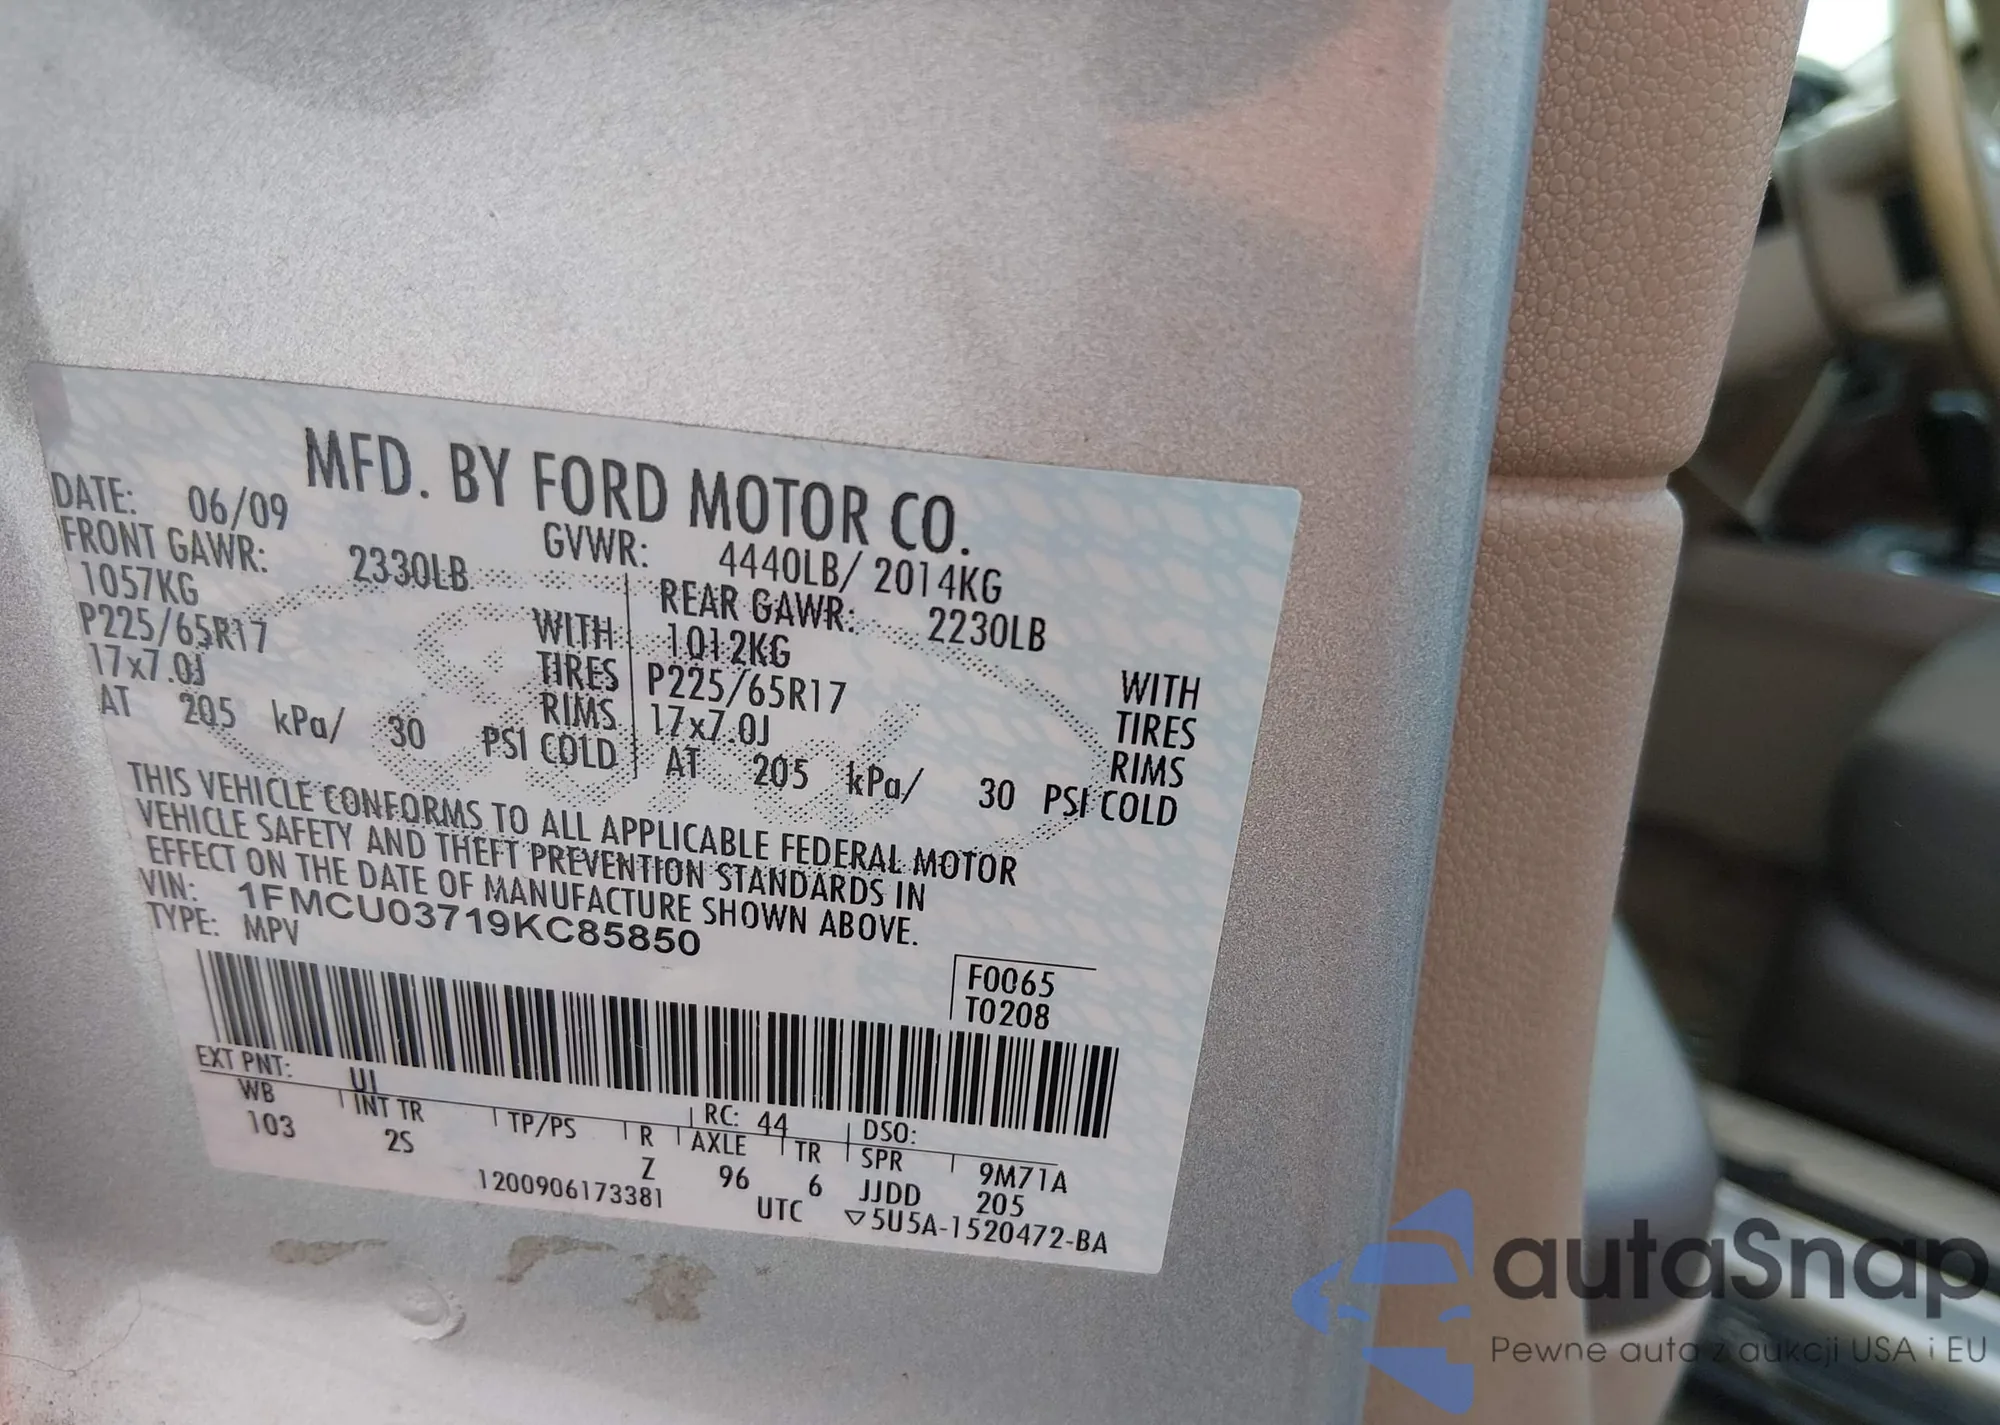 MFD. BY FORD MOTOR CO.
DATE: 06/09 GVWR: 4440LB/ 2014KG
FRONT GAWR: 2330LB REAR GAWR: 2230LB
1057KG WITH 1012KG WITH
P225/65R17 TIRES P225/65R17 TIRES
17x7.0J RIMS 17x7.0J RIMS
AT 205 kPa/ 30 PSI COLD AT 205 kPa/ 30 PSI COLD
THIS VEHICLE CONFORMS TO ALL APPLICABLE FEDERAL MOTOR
VEHICLE SAFETY AND THEFT PREVENTION STANDARDS IN
EFFECT ON THE DATE OF MANUFACTURE SHOWN ABOVE.
VIN: 1FMCU03719KC85850
TYPE: MPV
F0065
T0208
EXT PNT: UI RC: 44 DSO:
WB INT TR TP/PS R AXLE TR SPR 9M71A
103 2S Z 96 6 JJDD 205
1200906173381 UTC ▽5U5A-1520472-BA
autaSnap
Pewne auta z aukcji USA i EU